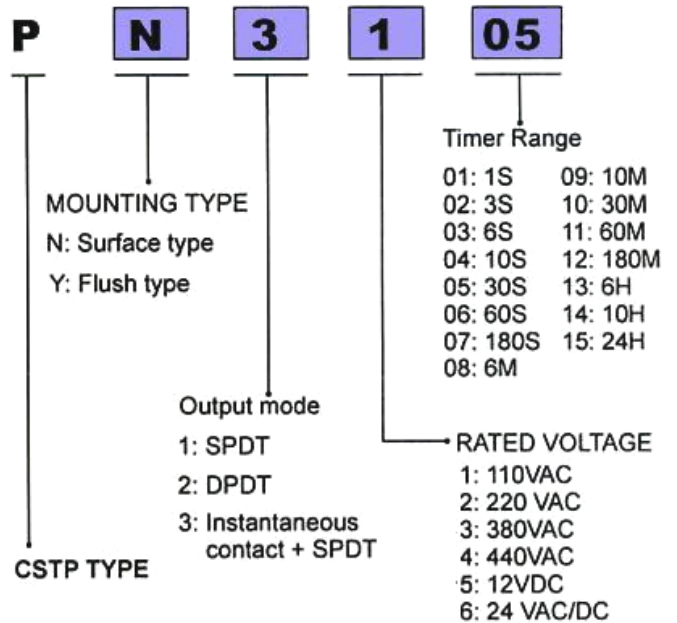 P N 3 1 05
Timer Range
01: 1S 09: 10M
02: 3S 10: 30M
03: 6S 11: 60M
04: 10S 12: 180M
05: 30S 13: 6H
06: 60S 14: 10H
07: 180S 15: 24H
08: 6M
MOUNTING TYPE
N: Surface type
Y: Flush type
Output mode
1: SPDT
2: DPDT
3: Instantaneous
contact + SPDT
RATED VOLTAGE
1: 110VAC
2: 220 VAC
3: 380VAC
4: 440VAC
5: 12VDC
6: 24 VAC/DC
CSTP TYPE